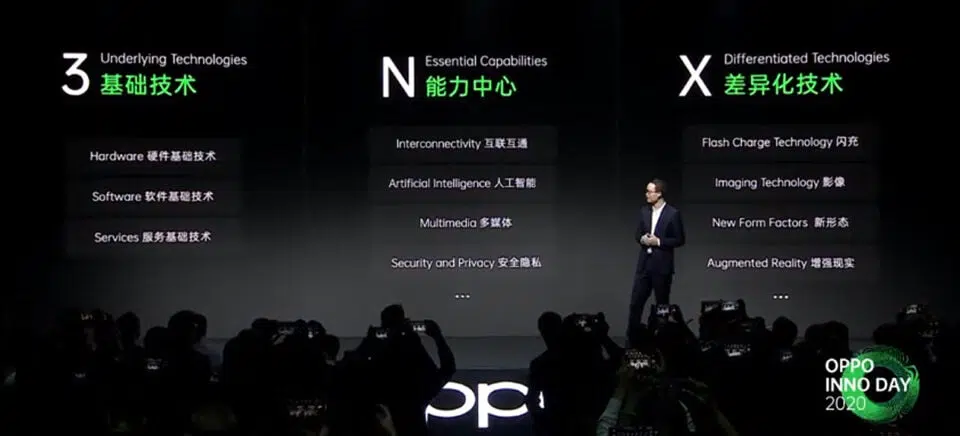 3
Underlying Technologies
基础技术
Hardware 硬件基础技术
Software 软件基础技术
Services 服务基础技术
N
Essential Capabilities
能力中心
Interconnectivity 互联互通
Artificial Intelligence 人工智能
Multimedia 多媒体
Security and Privacy 安全隐私
...
X
Differentiated Technologies
差异化技术
Flash Charge Technology 闪充
Imaging Technology 影像
New Form Factors 新形态
Augmented Reality 增强现实
...
opp
OPPO
INNO DAY
2020